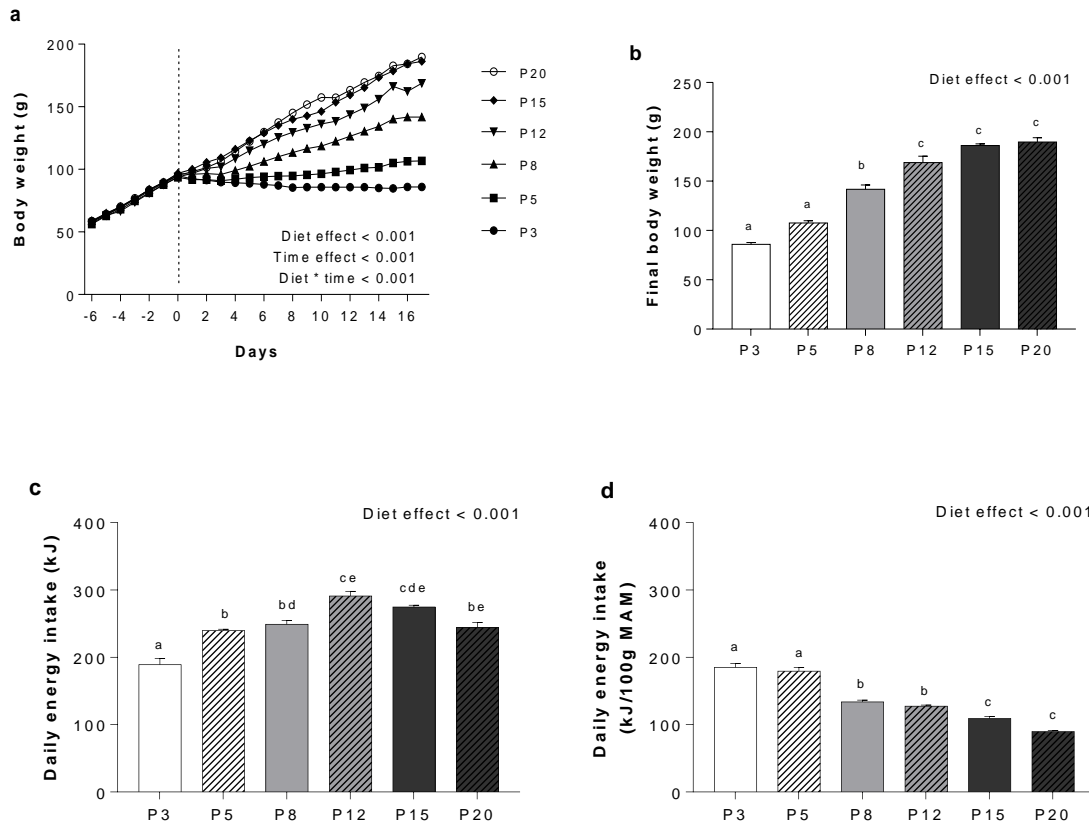 a
Body weight (g)
200
150
100
50
0
-6 -4 -2 0 2 4 6 8 10 12 14 16
Days
Diet effect < 0.001
Time effect < 0.001
Diet * time < 0.001
P20
P15
P12
P8
P5
P3
b
Diet effect < 0.001
Final body weight (g)
250
200
150
100
50
0
a
a
b
c
c
c
P3 P5 P8 P12 P15 P20
c
Diet effect < 0.001
Daily energy intake (kJ)
400
300
200
100
0
a
b
bd
ce
cde
be
P3 P5 P8 P12 P15 P20
d
Diet effect < 0.001
Daily energy intake
(kJ/100g MAM)
400
300
200
100
0
a
a
b
b
c
c
P3 P5 P8 P12 P15 P20